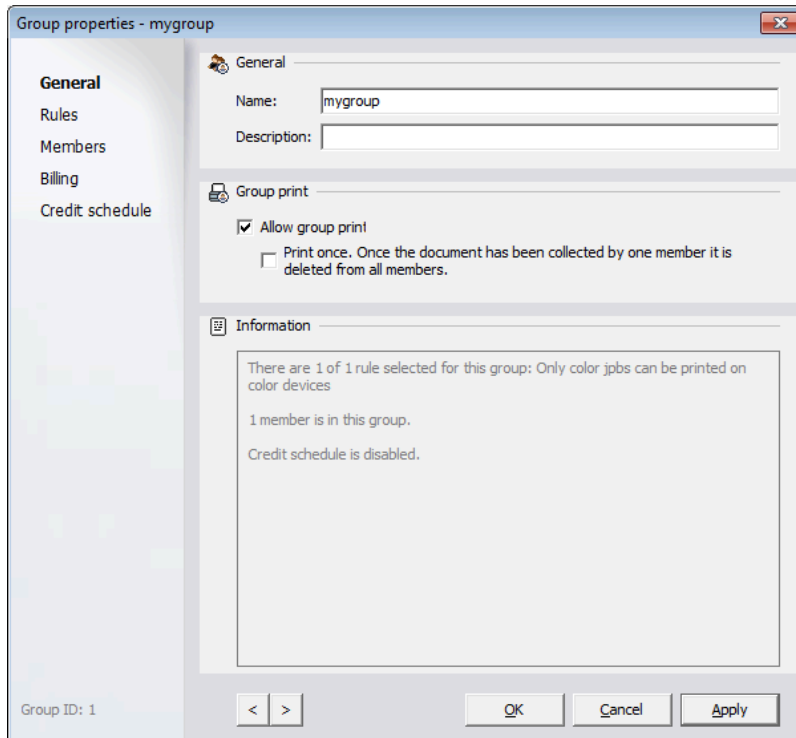 Group properties - mygroup
General
Rules
Members
Billing
Credit schedule
General
Name: mygroup
Description:
Group print
Allow group print
Print once. Once the document has been collected by one member it is
deleted from all members.
Information
There are 1 of 1 rule selected for this group: Only color jpbs can be printed on
color devices
1 member is in this group.
Credit schedule is disabled.
Group ID: 1 < > OK Cancel Apply